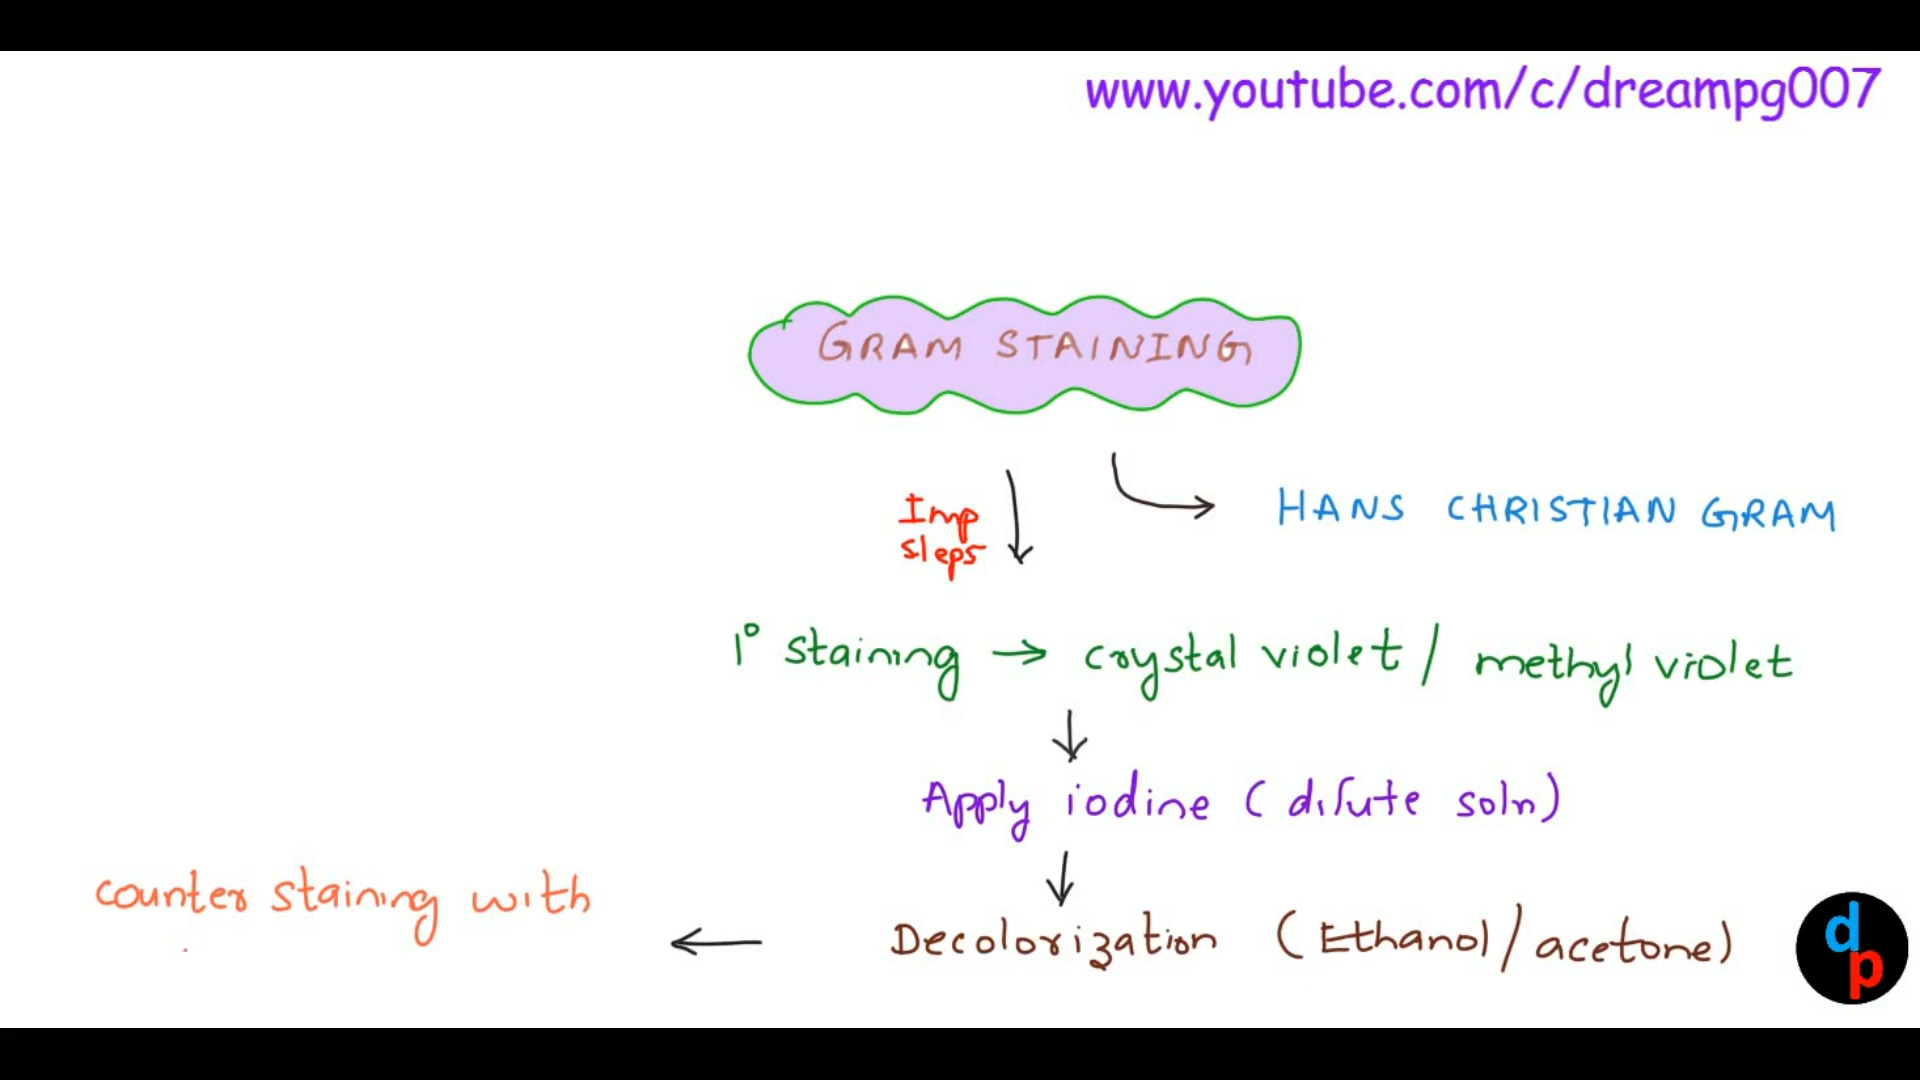 www.youtube.com/c/dreampg007
GRAM STAINING
Imp
steps
HANS CHRISTIAN GRAM
1° staining → crystal violet / methyl violet
Apply iodine (dilute soln)
Decolorization (Ethanol/acetone)
counter staining with
dp